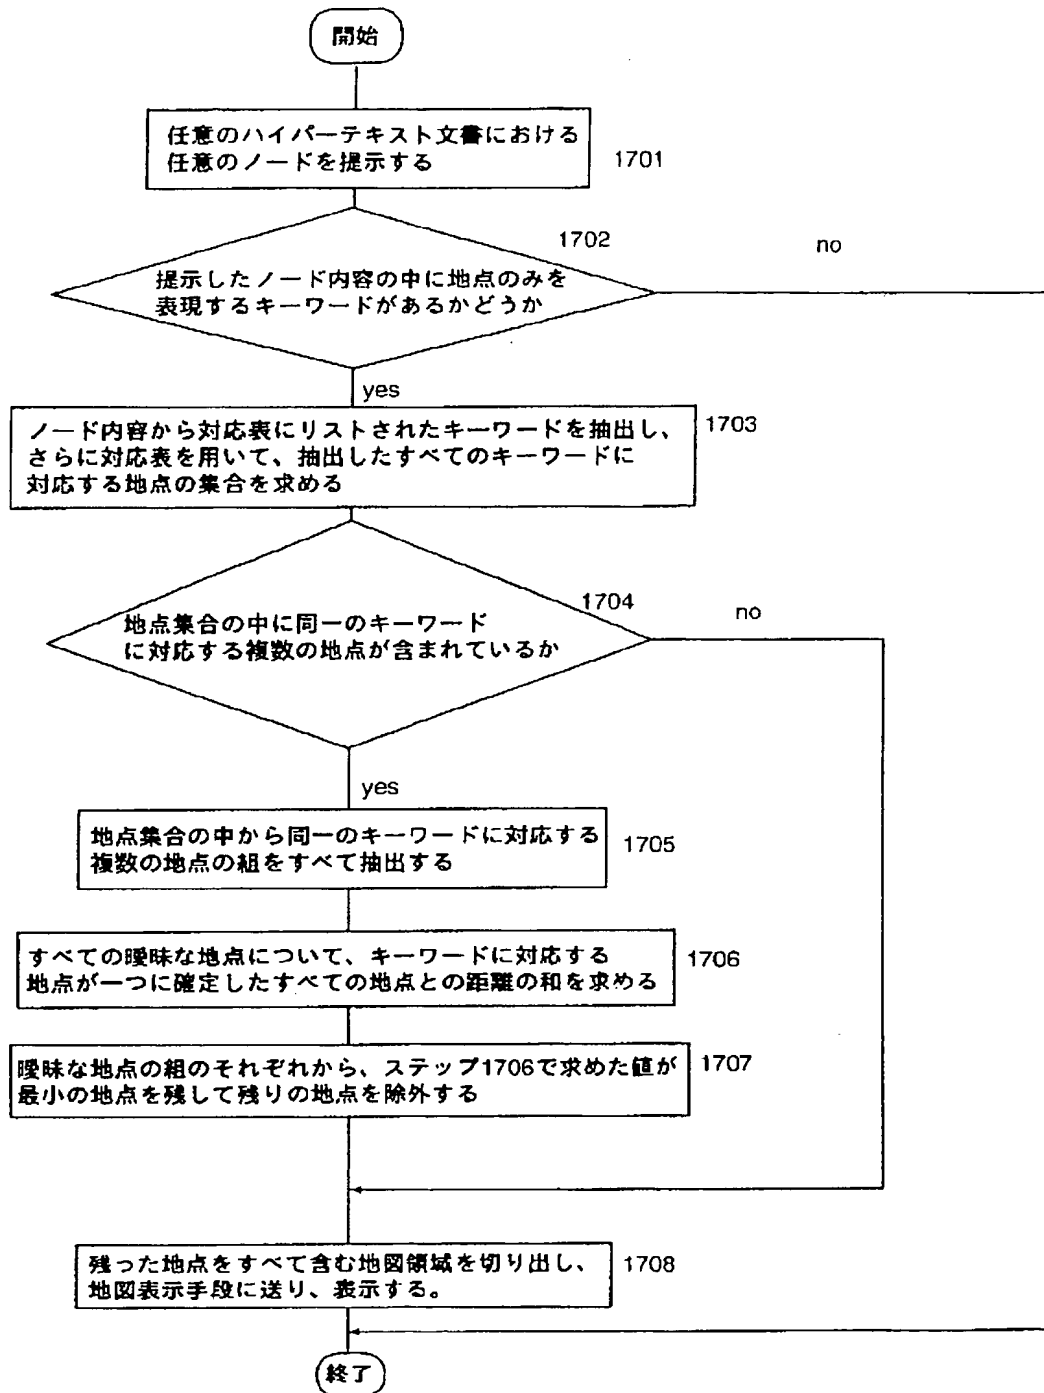 開始
任意のハイパーテキスト文書における
任意のノードを提示する
1701
1702
no
提示したノード内容の中に地点のみを
表現するキーワードがあるかどうか
yes
ノード内容から対応表にリストされたキーワードを抽出し、
さらに対応表を用いて、抽出したすべてのキーワードに
対応する地点の集合を求める
1703
1704
no
地点集合の中に同一のキーワード
に対応する複数の地点が含まれているか
yes
地点集合の中から同一のキーワードに対応する
複数の地点の組をすべて抽出する
1705
すべての曖昧な地点について、キーワードに対応する
地点が一つに確定したすべての地点との距離の和を求める
1706
曖昧な地点の組のそれぞれから、ステップ1706で求めた値が
最小の地点を残して残りの地点を除外する
1707
残った地点をすべて含む地図領域を切り出し、
地図表示手段に送り、表示する。
1708
終了